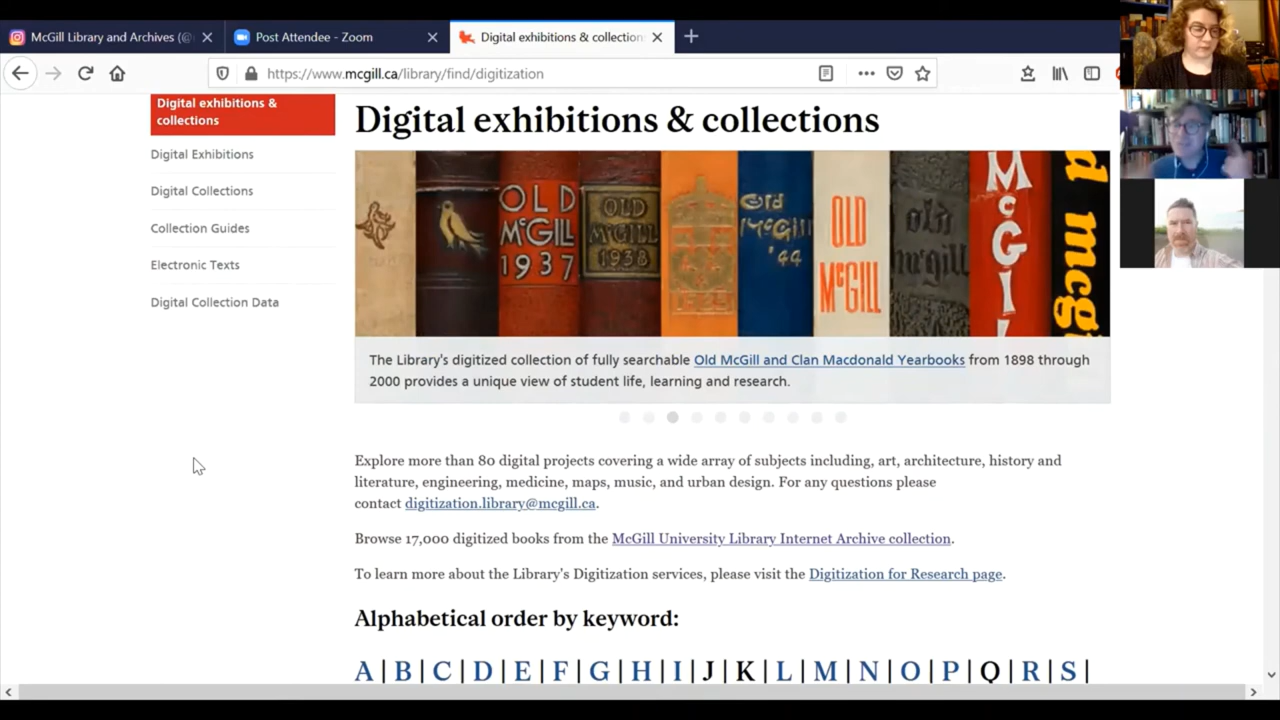 McGill Library and Archives (@
Post Attendee - Zoom
Digital exhibitions & collection
https://www.mcgill.ca/library/find/digitization
Digital exhibitions &
collections
Digital Exhibitions
Digital Collections
Collection Guides
Electronic Texts
Digital Collection Data
Digital exhibitions & collections
OLD
McGILL
1937
OLD
McGILL
1938
Old
McGill
'44
OLD
McGILL
old
mcgill
McGIL
d mcgi
The Library's digitized collection of fully searchable Old McGill and Clan Macdonald Yearbooks from 1898 through
2000 provides a unique view of student life, learning and research.
Explore more than 80 digital projects covering a wide array of subjects including, art, architecture, history and
literature, engineering, medicine, maps, music, and urban design. For any questions please
contact digitization.library@mcgill.ca.
Browse 17,000 digitized books from the McGill University Library Internet Archive collection.
To learn more about the Library's Digitization services, please visit the Digitization for Research page.
Alphabetical order by keyword:
A | B | C | D | E | F | G | H | I | J | K | L | M | N | O | P | Q | R | S |